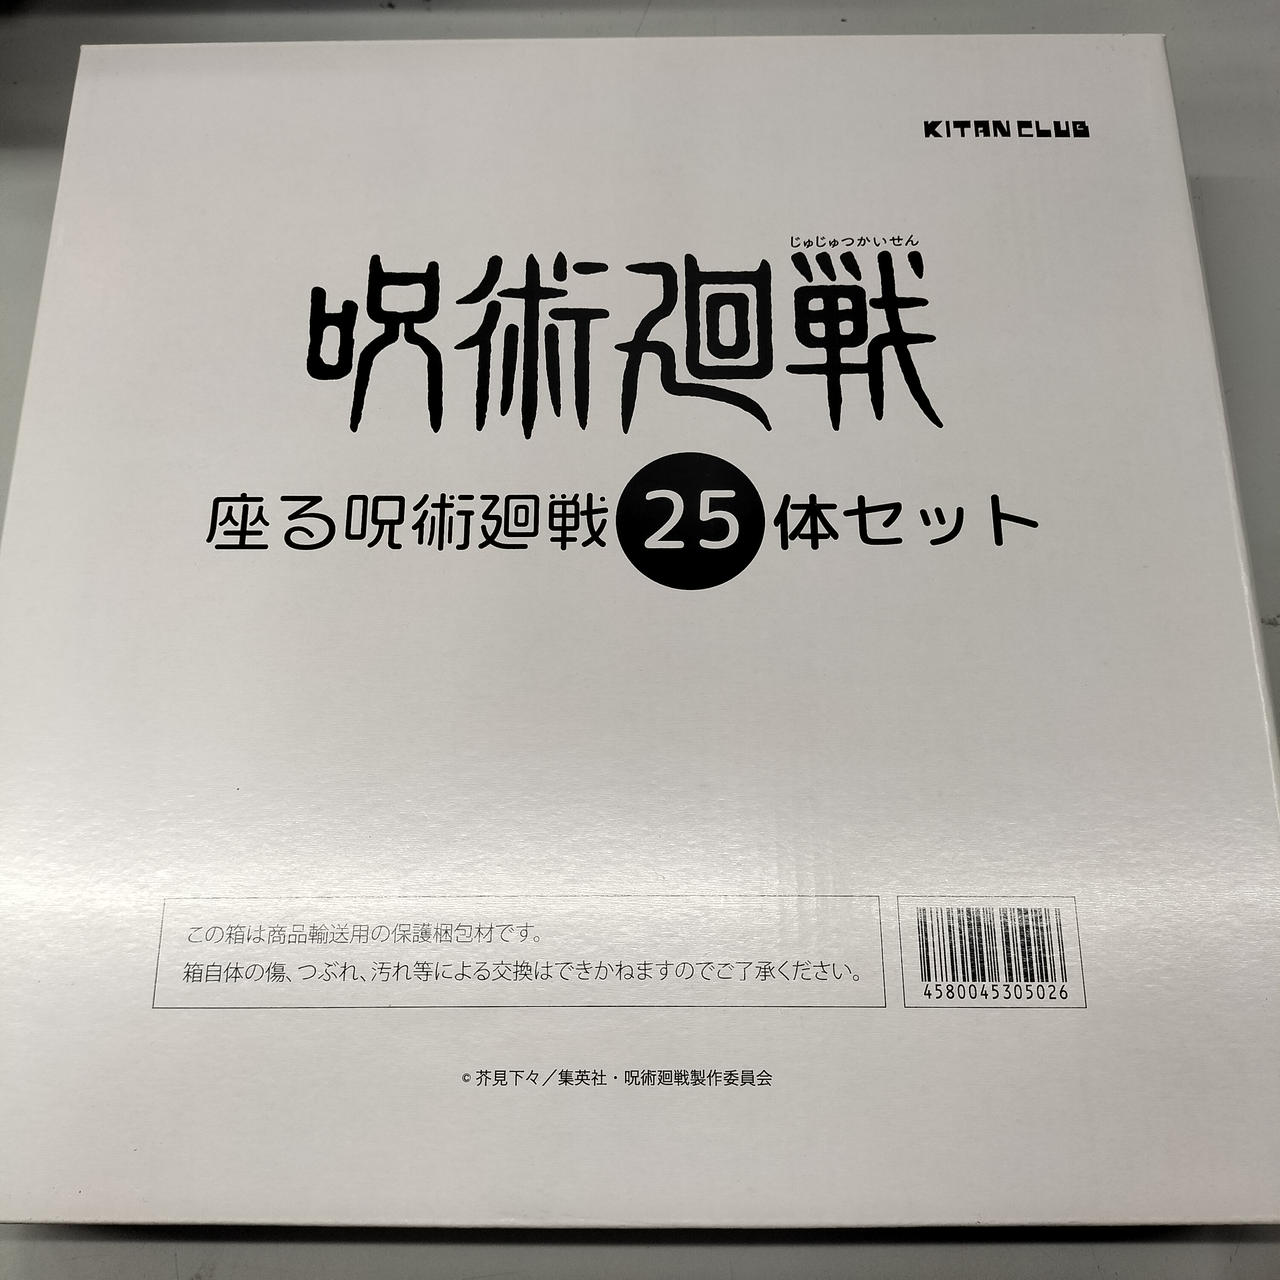 KITAN CLUB
じゅじゅつかいせん
呪術廻戦
座る呪術廻戦25体セット
この箱は商品輸送用の保護梱包材です。
箱自体の傷、つぶれ、汚れ等による交換はできかねますのでご了承ください。
4580045305026
© 芥見下々／集英社・呪術廻戦製作委員会